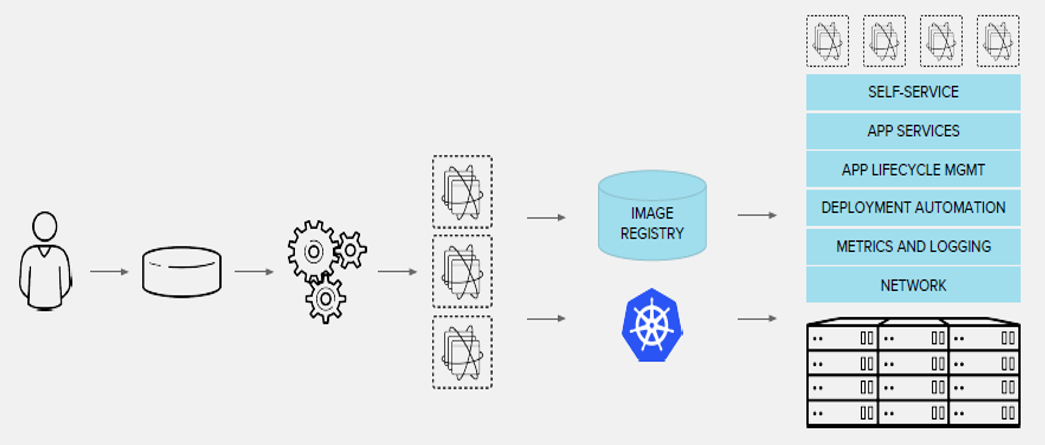 SELF-SERVICE
APP SERVICES
APP LIFECYCLE MGMT
DEPLOYMENT AUTOMATION
METRICS AND LOGGING
NETWORK
IMAGE
REGISTRY